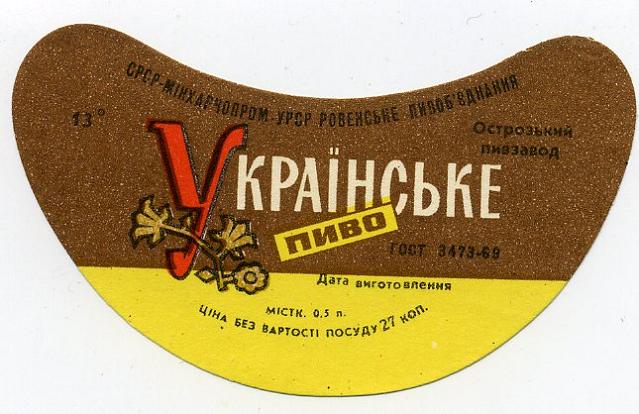 СРСР-МІНХАРЧОПРОМ УРСР РОВЕНСЬКЕ ПИВОБ'ЄДНАННЯ
13°
Острозький
пивзавод
УКРАЇНСЬКЕ
ПИВО
ГОСТ 3473-69
Дата виготовлення
МІСТК. 0,5 л.
ЦІНА БЕЗ ВАРТОСТІ ПОСУДУ 27 КОП.